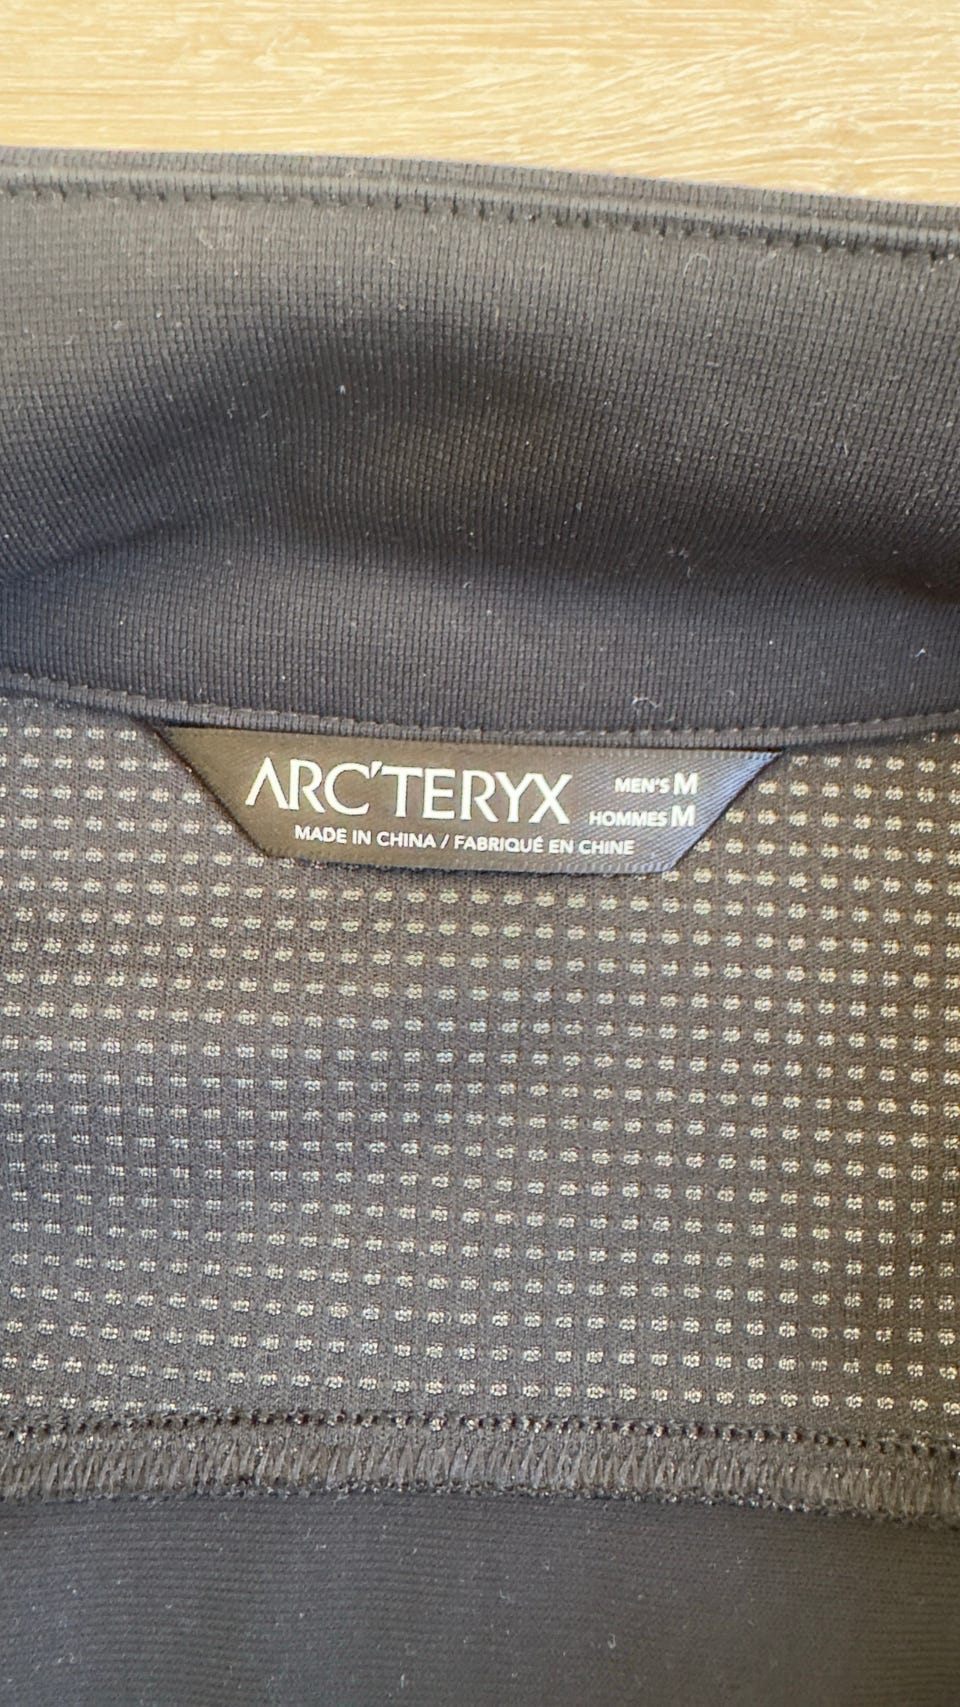 ARC'TERYX MEN'S M
HOMMES M
MADE IN CHINA / FABRIQUÉ EN CHINE